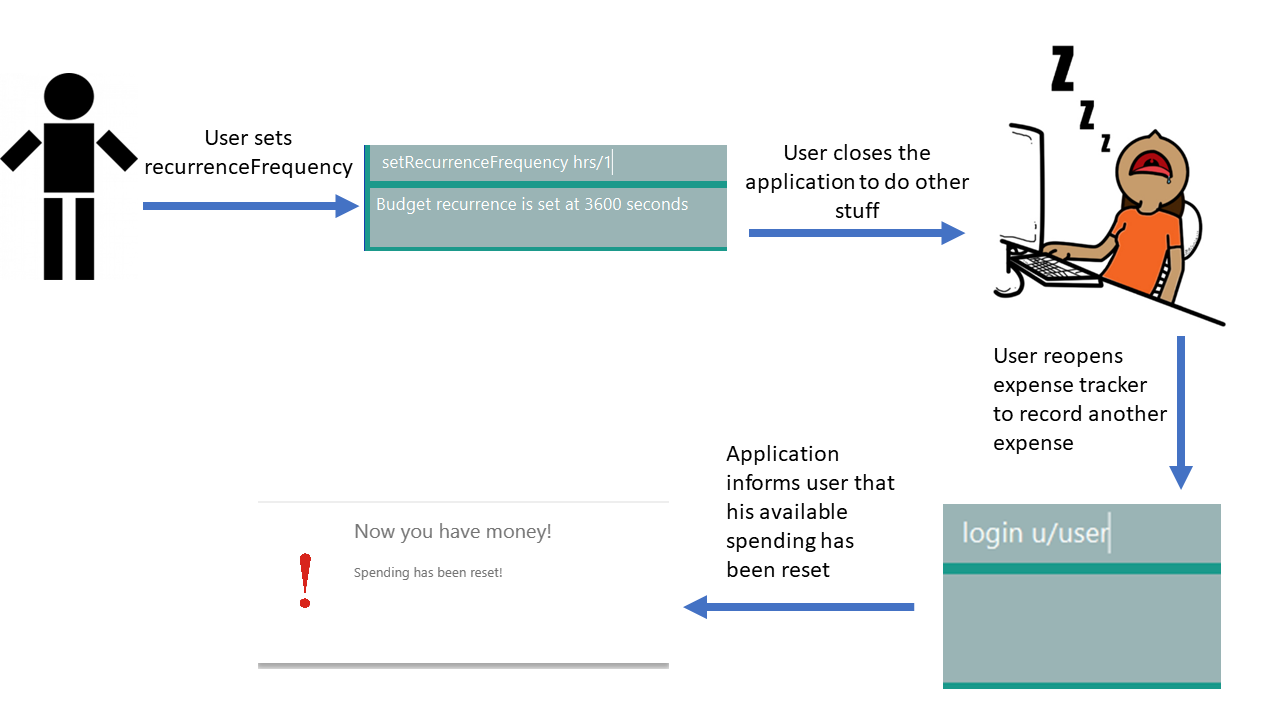 User sets
recurrenceFrequency
setRecurrenceFrequency hrs/1
Budget recurrence is set at 3600 seconds
User closes the
application to do other
stuff
Z
Z
Z
User reopens
expense tracker
to record another
expense
login u/user
Application
informs user that
his available
spending has
been reset
Now you have money!
Spending has been reset!